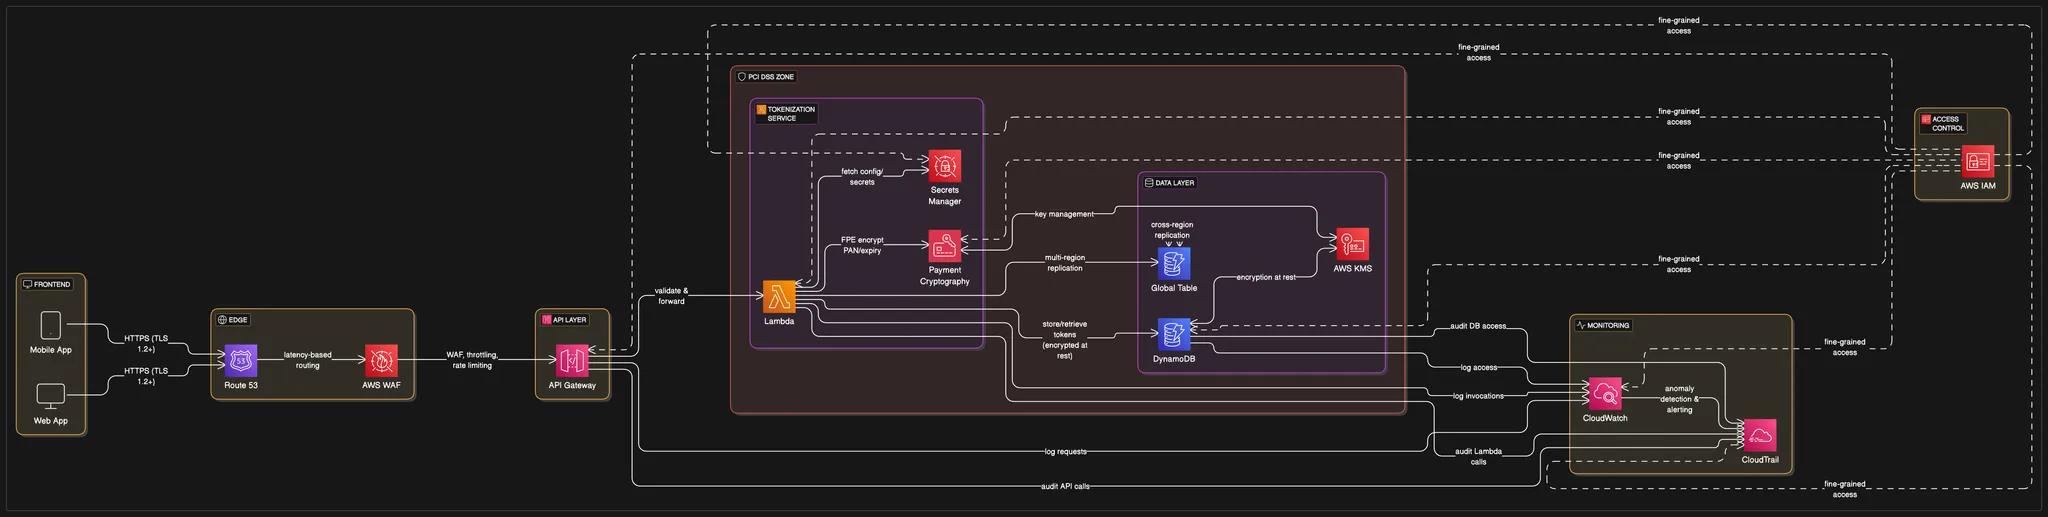 fine-grained
access
fine-grained
access
PCI DSS ZONE
TOKENIZATION
SERVICE
fine-grained
access
ACCESS
CONTROL
fine-grained
access
fetch config/
secrets
Secrets
Manager
DATA LAYER
AWS IAM
key management
cross-region
replication
FPE encrypt
PAN/expiry
Payment
Cryptography
multi-region
replication
Global Table
encryption at rest
AWS KMS
fine-grained
access
FRONTEND
Mobile App
HTTPS (TLS
1.2+)
HTTPS (TLS
1.2+)
Web App
EDGE
53
Route 53
latency-based
routing
AWS WAF
WAF, throttling,
rate limiting
API LAYER
API Gateway
validate &
forward
Lambda
store/retrieve
tokens
(encrypted at
rest)
DynamoDB
audit DB access
log access
log invocations
MONITORING
fine-grained
access
CloudWatch
anomaly
detection &
alerting
CloudTrail
log requests
audit Lambda
calls
audit API calls
fine-grained
access